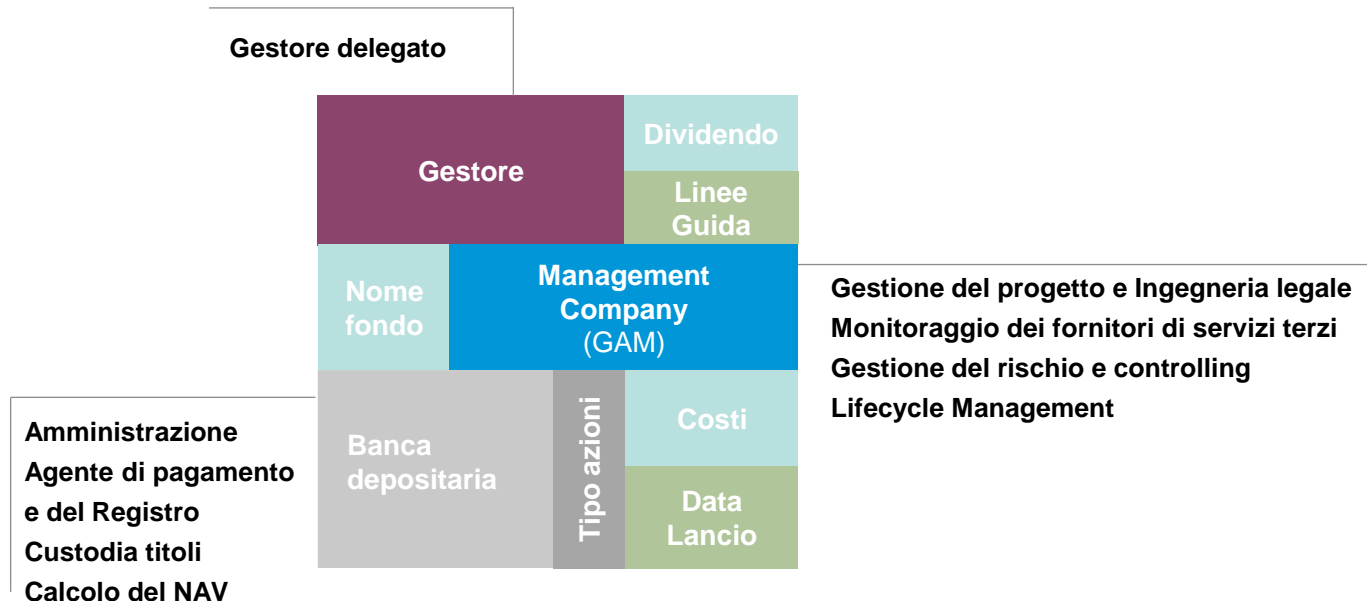 Gestore delegato
Gestore
Dividendo
Linee
Guida
Nome
fondo
Management
Company
(GAM)
Gestione del progetto e Ingegneria legale
Monitoraggio dei fornitori di servizi terzi
Gestione del rischio e controlling
Lifecycle Management
Amministrazione
Agente di pagamento
e del Registro
Custodia titoli
Calcolo del NAV
Banca
depositaria
Tipo azioni
Costi
Data
Lancio